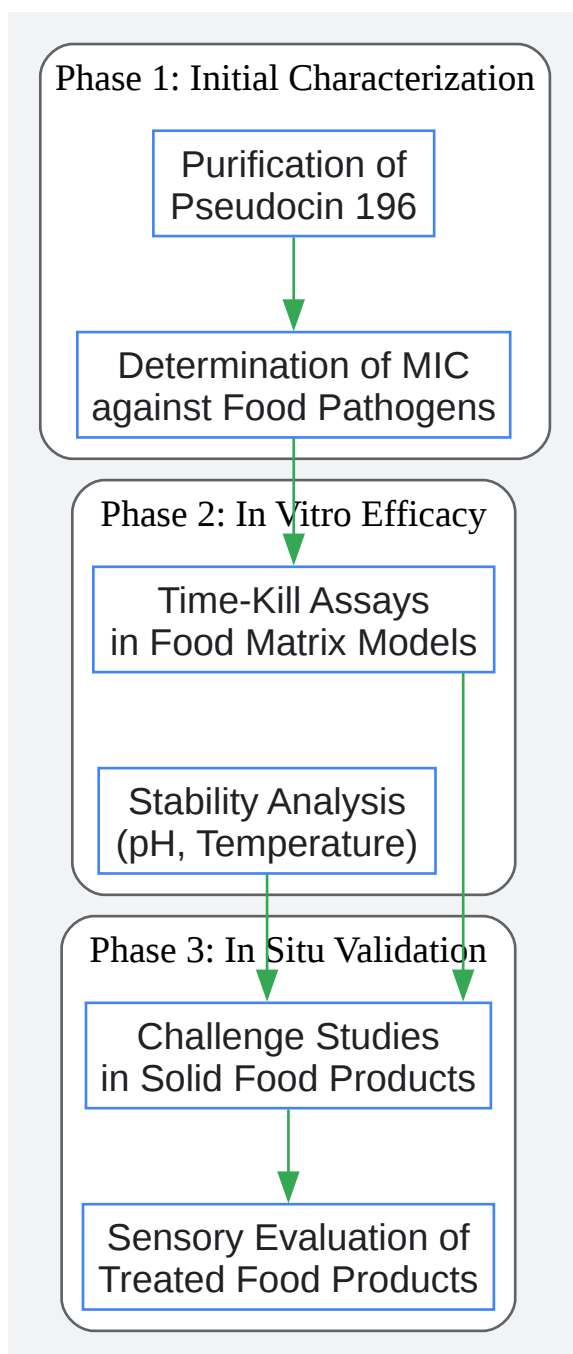 Phase 1: Initial Characterization
Purification of
Pseudocin 196
Determination of MIC
against Food Pathogens
Phase 2: In Vitro Efficacy
Time-Kill Assays
in Food Matrix Models
Stability Analysis
(pH, Temperature)
Phase 3: In Situ Validation
Challenge Studies
in Solid Food Products
Sensory Evaluation of
Treated Food Products